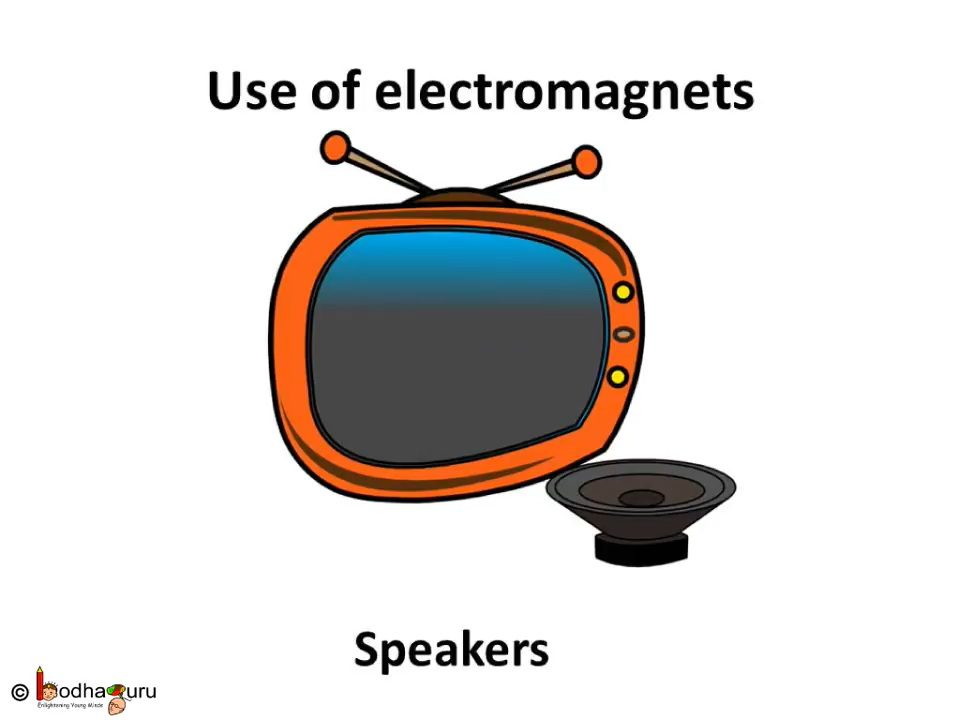 Use of electromagnets
Speakers
© bodhaguru
Enlightening Young Minds